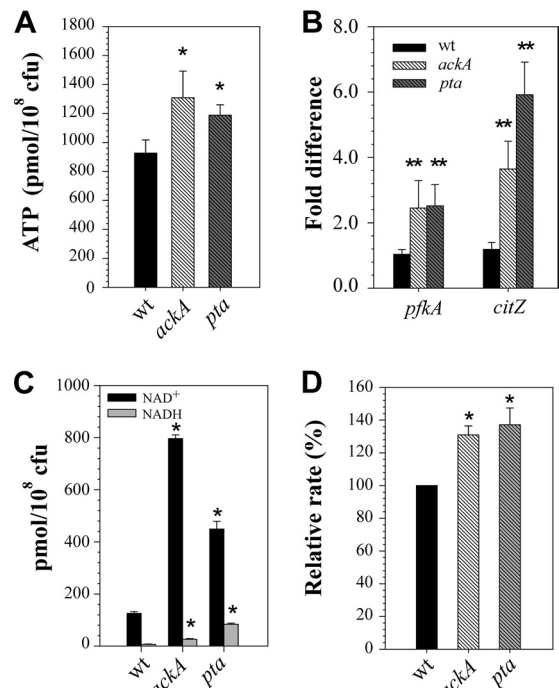 A
ATP (pmol/10⁸ cfu)
1800
1600
1400
1200
1000
800
600
400
200
0
*
*
wt
ackA
pta
B
Fold difference
8.0
6.0
4.0
2.0
0.0
wt
ackA
pta
**
**
**
**
pfkA
citZ
C
pmol/10⁸ cfu
1000
800
600
400
200
0
NAD⁺
NADH
*
*
*
*
wt
ackA
pta
D
Relative rate (%)
160
140
120
100
80
60
40
20
0
*
*
wt
ackA
pta